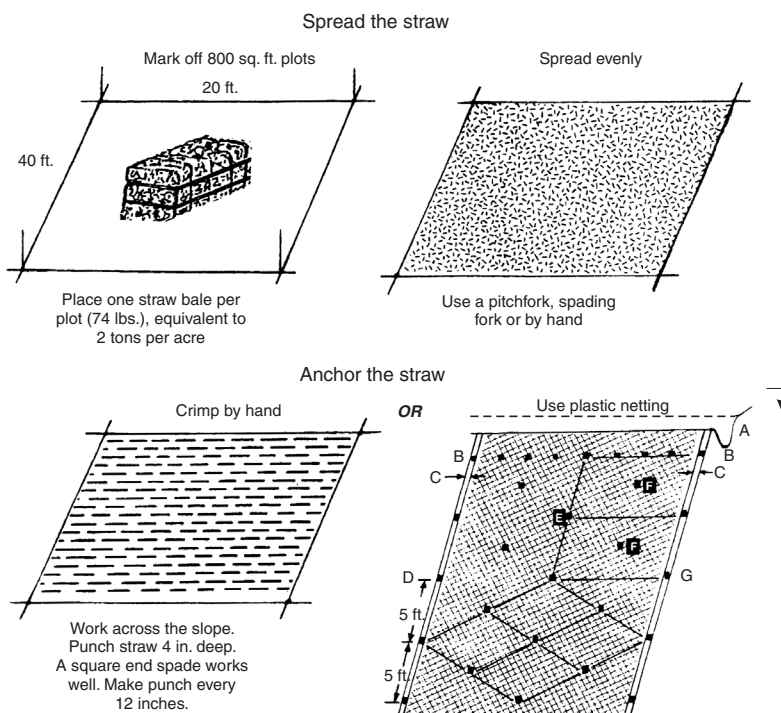 Spread the straw
Mark off 800 sq. ft. plots
20 ft.
40 ft.
Place one straw bale per
plot (74 lbs.), equivalent to
2 tons per acre
Spread evenly
Use a pitchfork, spading
fork or by hand
Anchor the straw
Crimp by hand
Work across the slope.
Punch straw 4 in. deep.
A square end spade works
well. Make punch every
12 inches.
OR
Use plastic netting
A
B
B
C
C
F
E
F
D
G
5 ft.
5 ft.